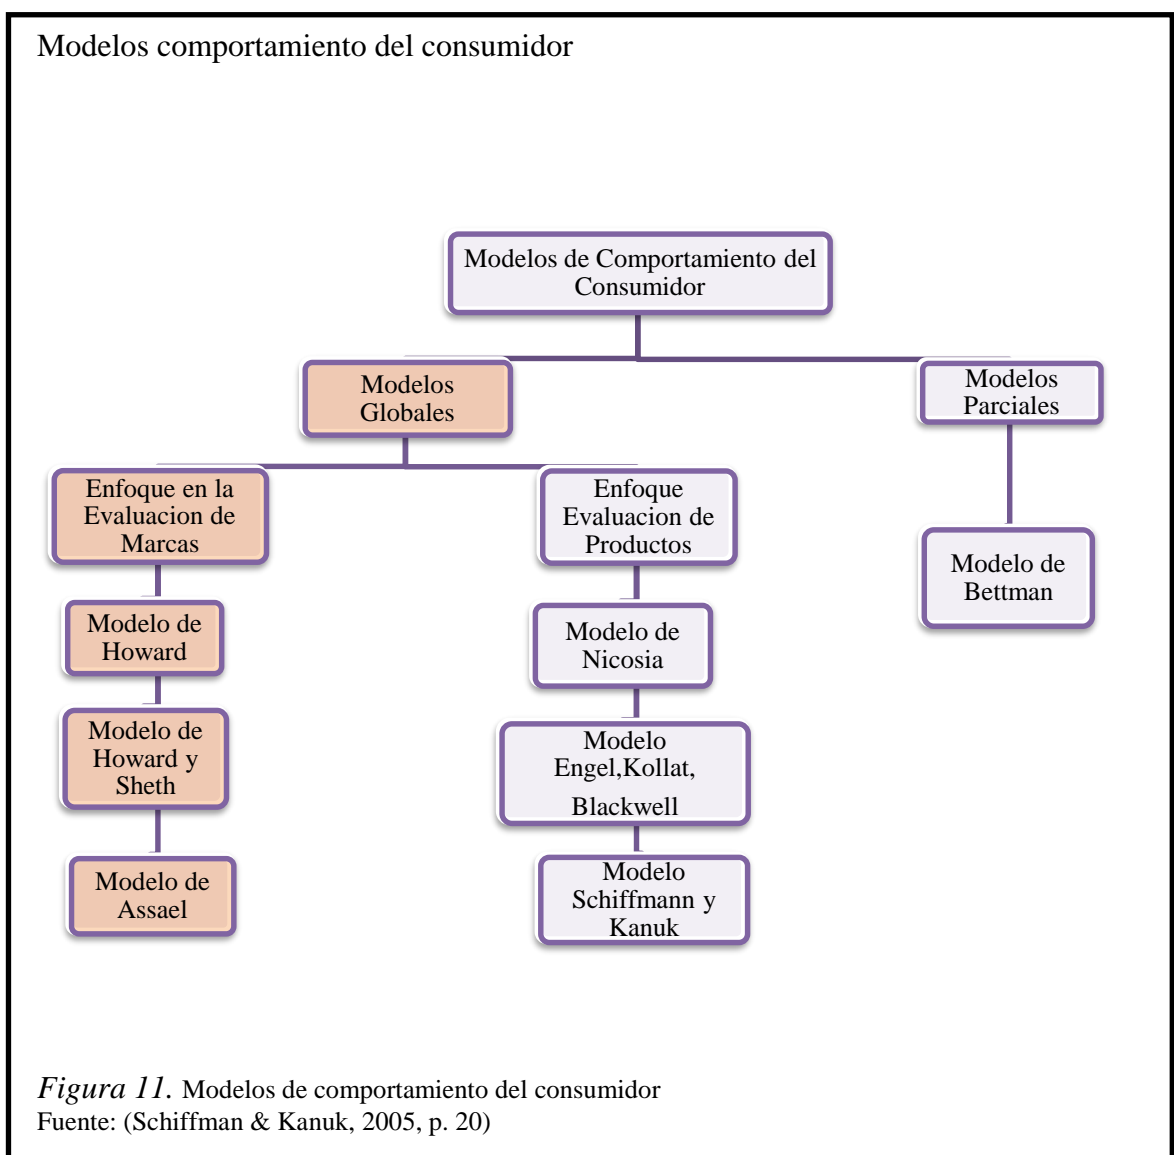 Modelos comportamiento del consumidor
Modelos de Comportamiento del
Consumidor
Modelos
Globales
Modelos
Parciales
Enfoque en la
Evaluacion de
Marcas
Enfoque
Evaluacion de
Productos
Modelo de
Bettman
Modelo de
Howard
Modelo de
Nicosia
Modelo de
Howard y
Sheth
Modelo
Engel,Kollat,
Blackwell
Modelo de
Assael
Modelo
Schiffmann y
Kanuk
Figura 11. Modelos de comportamiento del consumidor
Fuente: (Schiffman & Kanuk, 2005, p. 20)